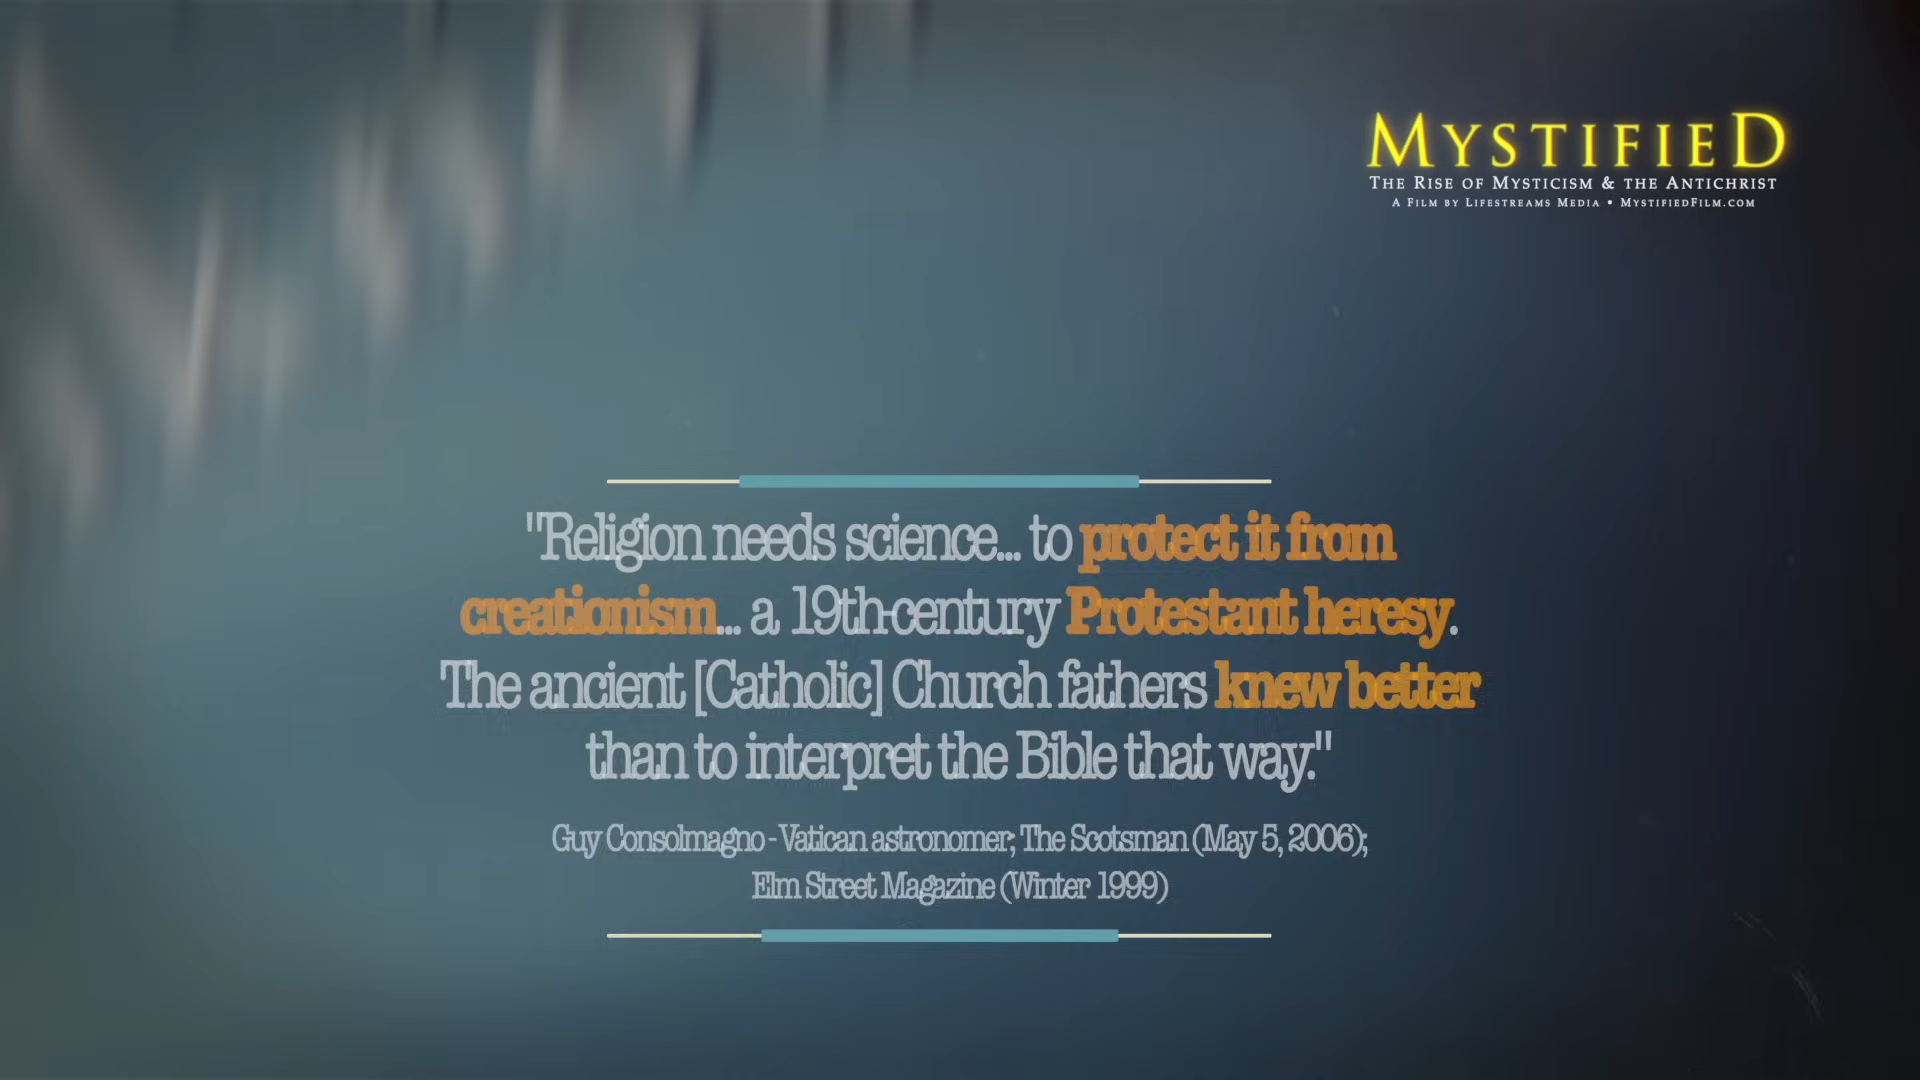 MYSTIFIED
THE RISE OF MYSTICISM & THE ANTICHRIST
A FILM BY LIFESTREAMS MEDIA • MYSTIFIEDFILM.COM
"Religion needs science... to protect it from
creationism... a 19th-century Protestant heresy.
The ancient [Catholic] Church fathers knew better
than to interpret the Bible that way."
Guy Consolmagno - Vatican astronomer; The Scotsman (May 5, 2006);
Elm Street Magazine (Winter 1999)